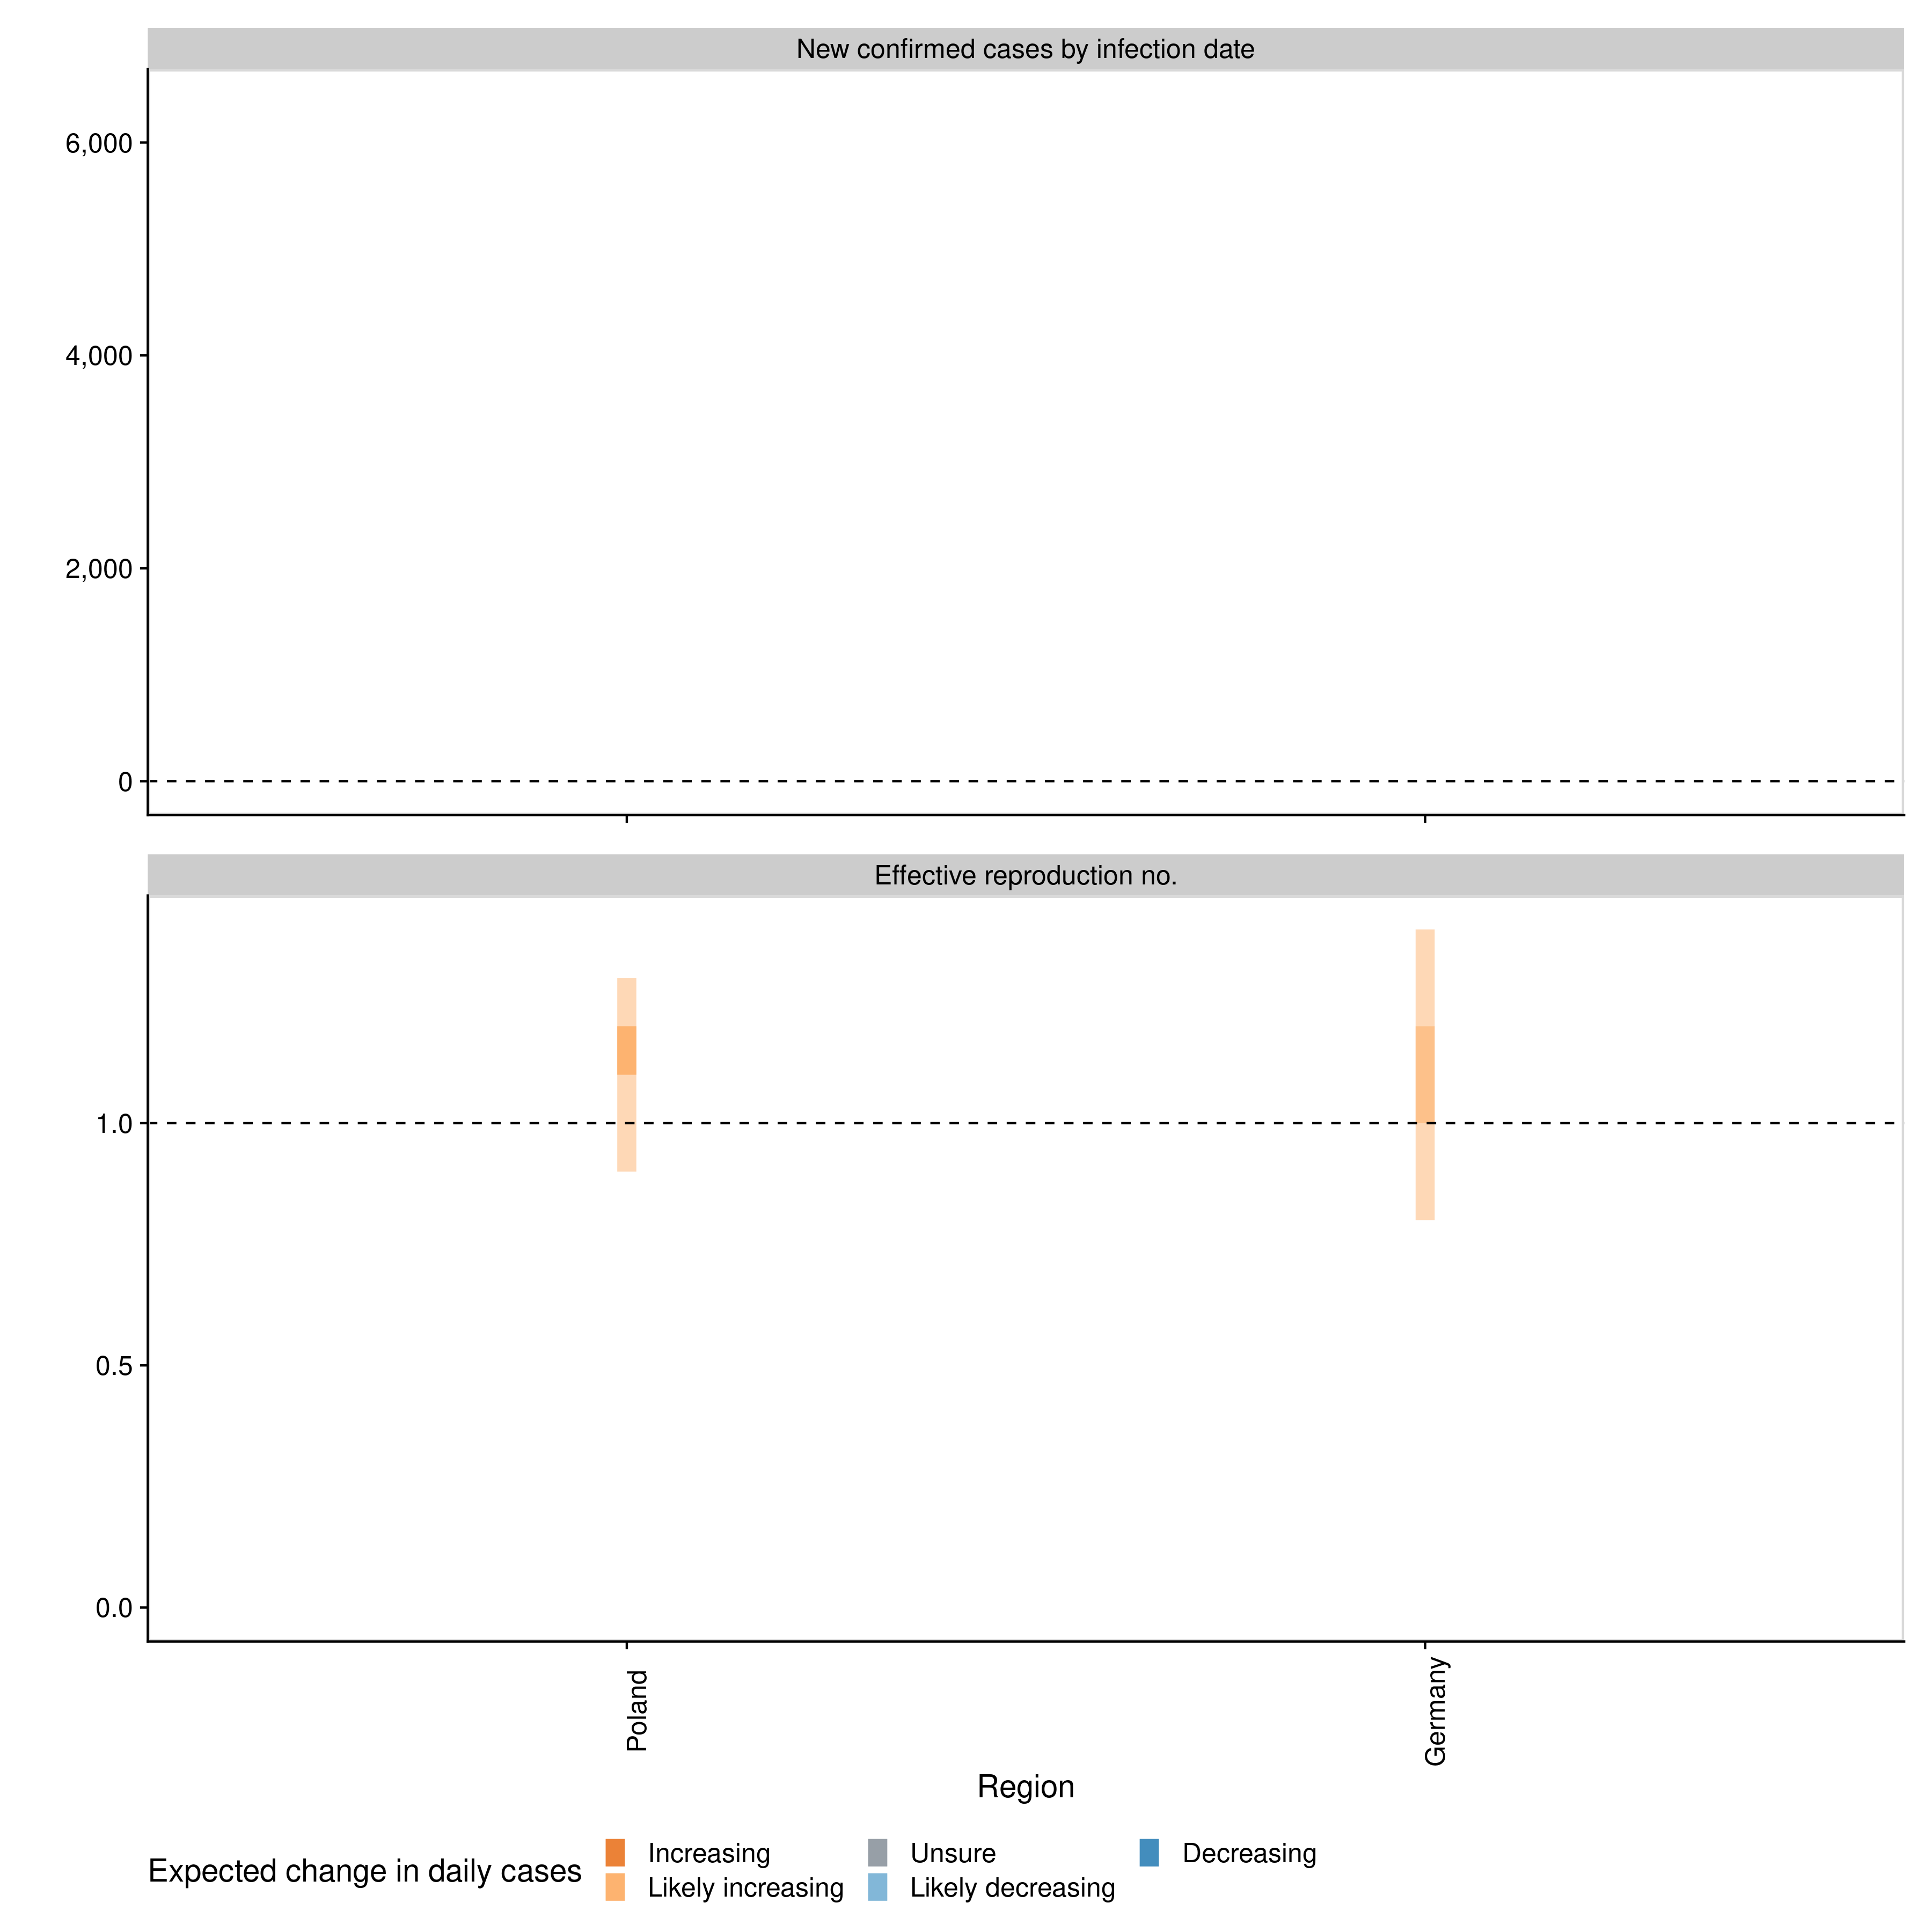 New confirmed cases by infection date
6,000
4,000
2,000
0
Effective reproduction no.
1.0
0.5
0.0
Poland
Germany
Region
Expected change in daily cases
Increasing
Unsure
Decreasing
Likely increasing
Likely decreasing